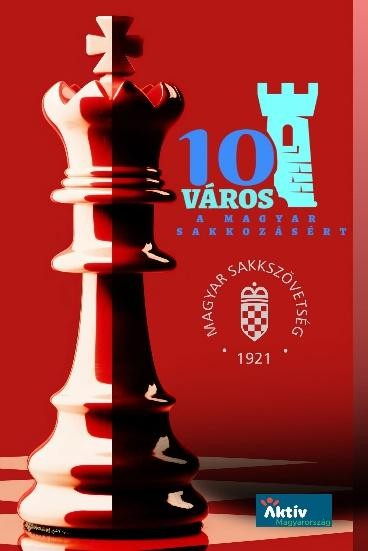 10
VÁROS
A MAGYAR
SAKKOZÁSÉRT
MAGYAR SAKKSZÖVETSÉG
• 1921 •
Aktív
Magyarország